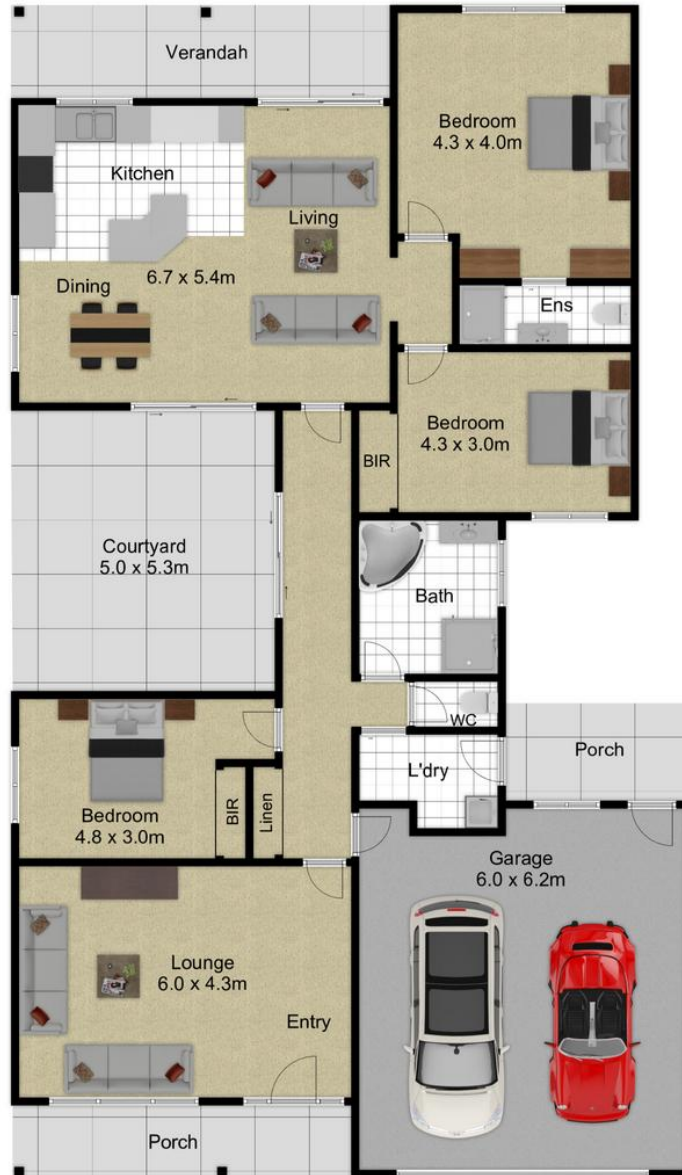 Verandah
Bedroom
4.3 x 4.0m
Kitchen
Living
6.7 x 5.4m
Dining
Ens
Bedroom
4.3 x 3.0m
BIR
Courtyard
5.0 x 5.3m
Bath
WC
Porch
L'dry
Bedroom
4.8 x 3.0m
BIR
Linen
Garage
6.0 x 6.2m
Lounge
6.0 x 4.3m
Entry
Porch